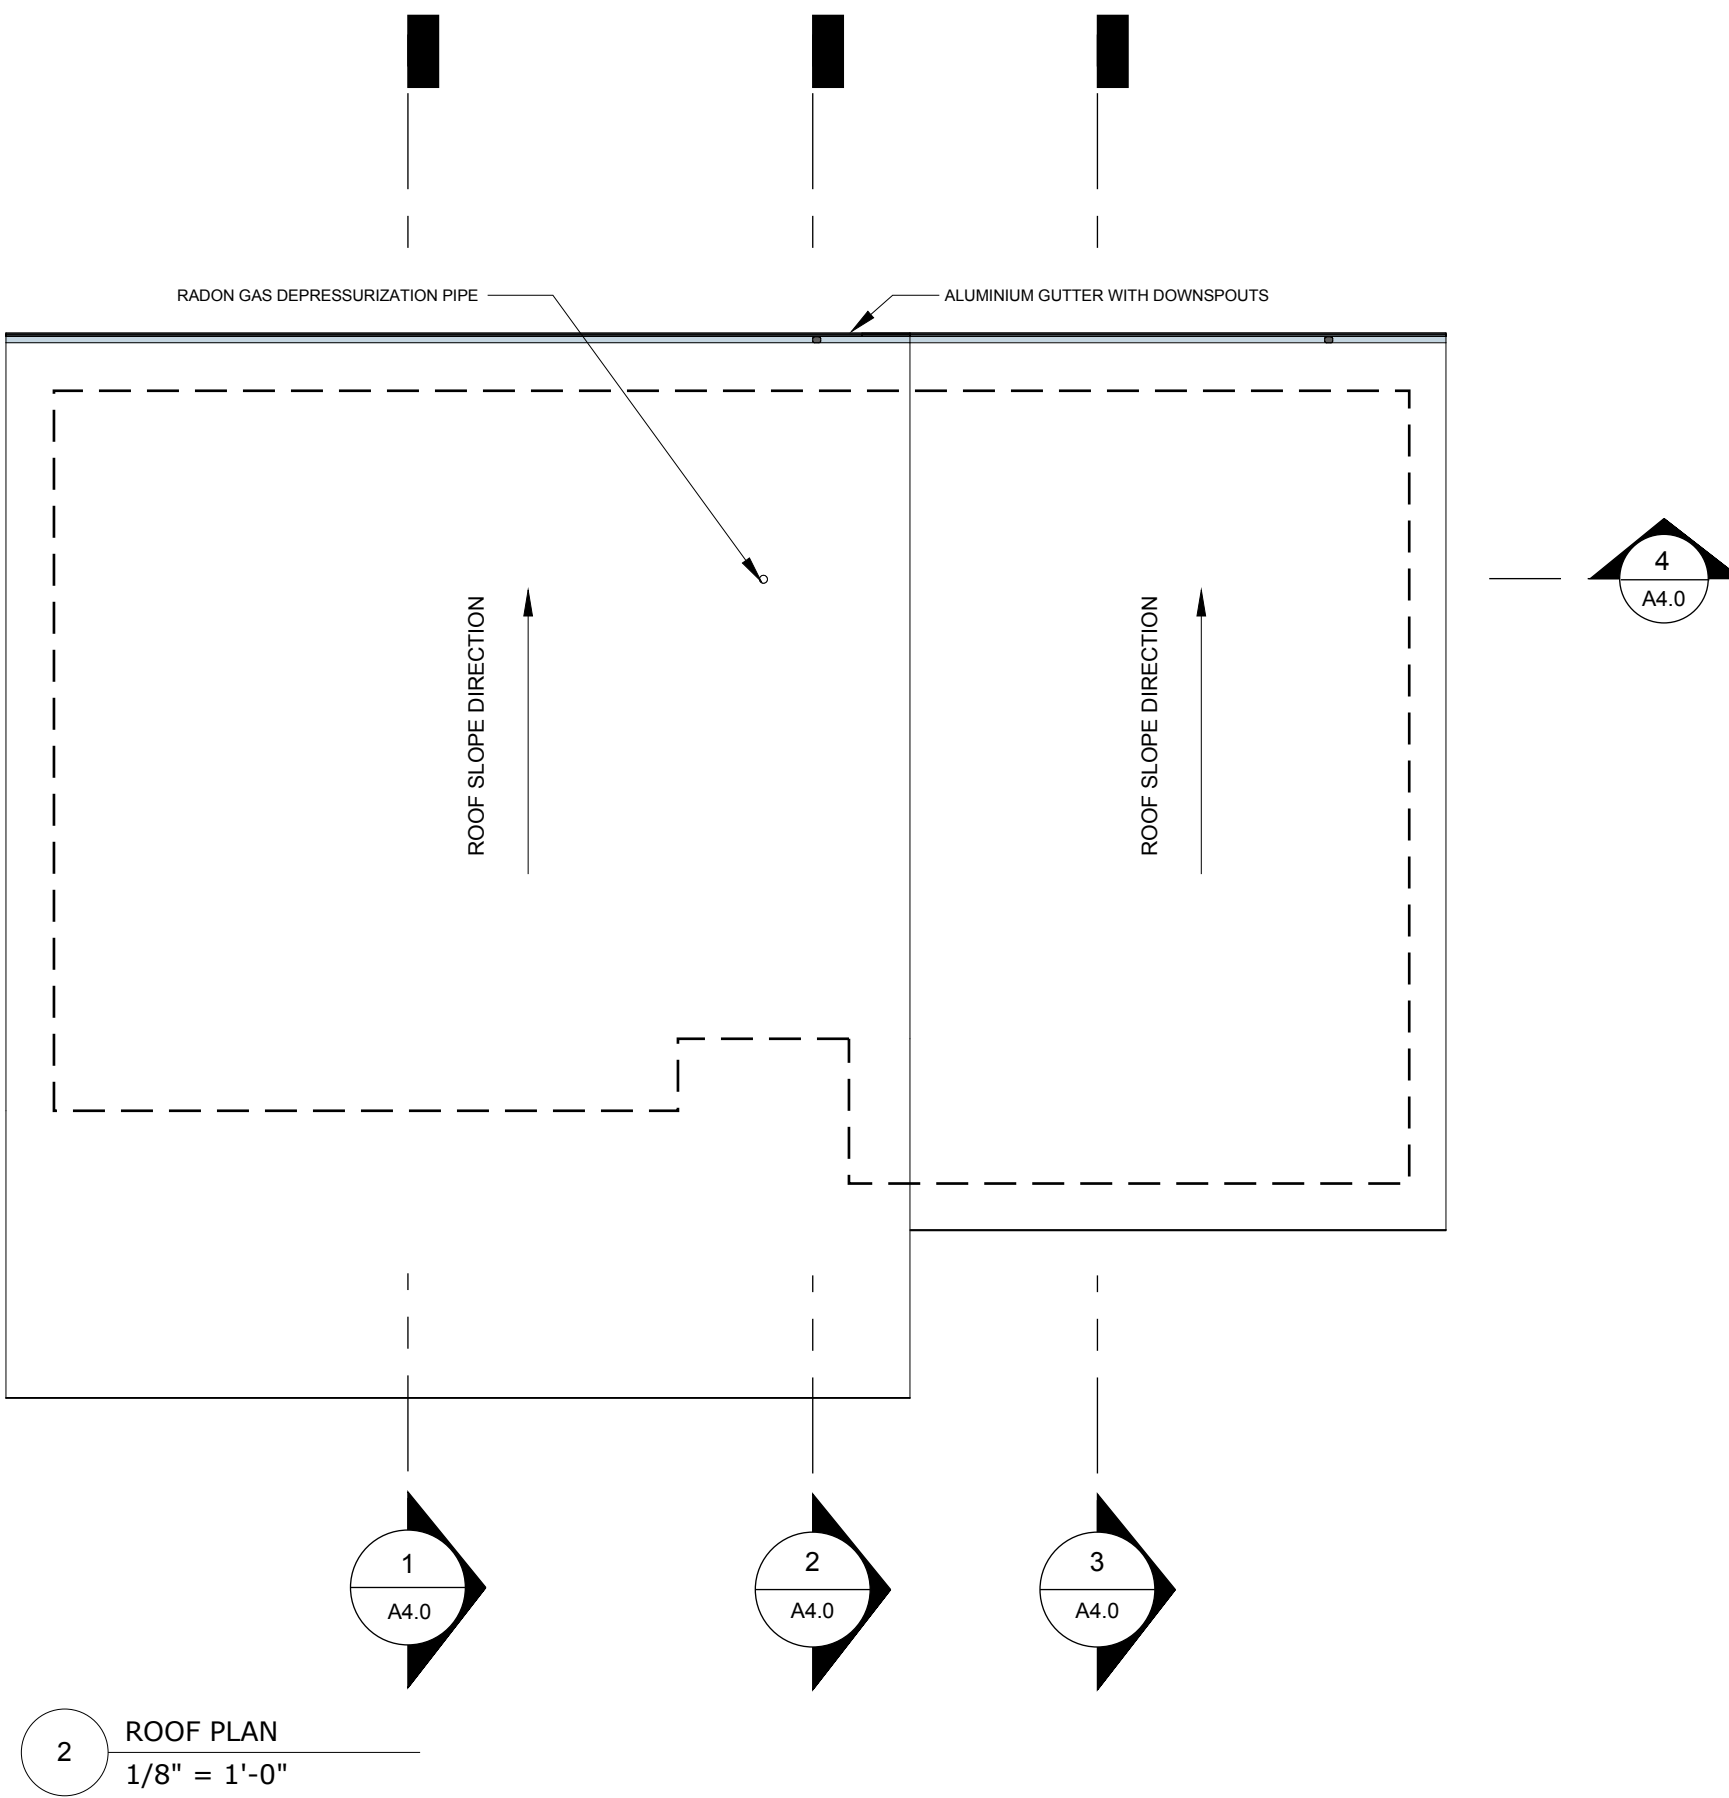 RADON GAS DEPRESSURIZATION PIPE
ALUMINIUM GUTTER WITH DOWNSPOUTS
4
A4.0
ROOF SLOPE DIRECTION
ROOF SLOPE DIRECTION
1
A4.0
2
A4.0
3
A4.0
2
ROOF PLAN
1/8" = 1'-0"